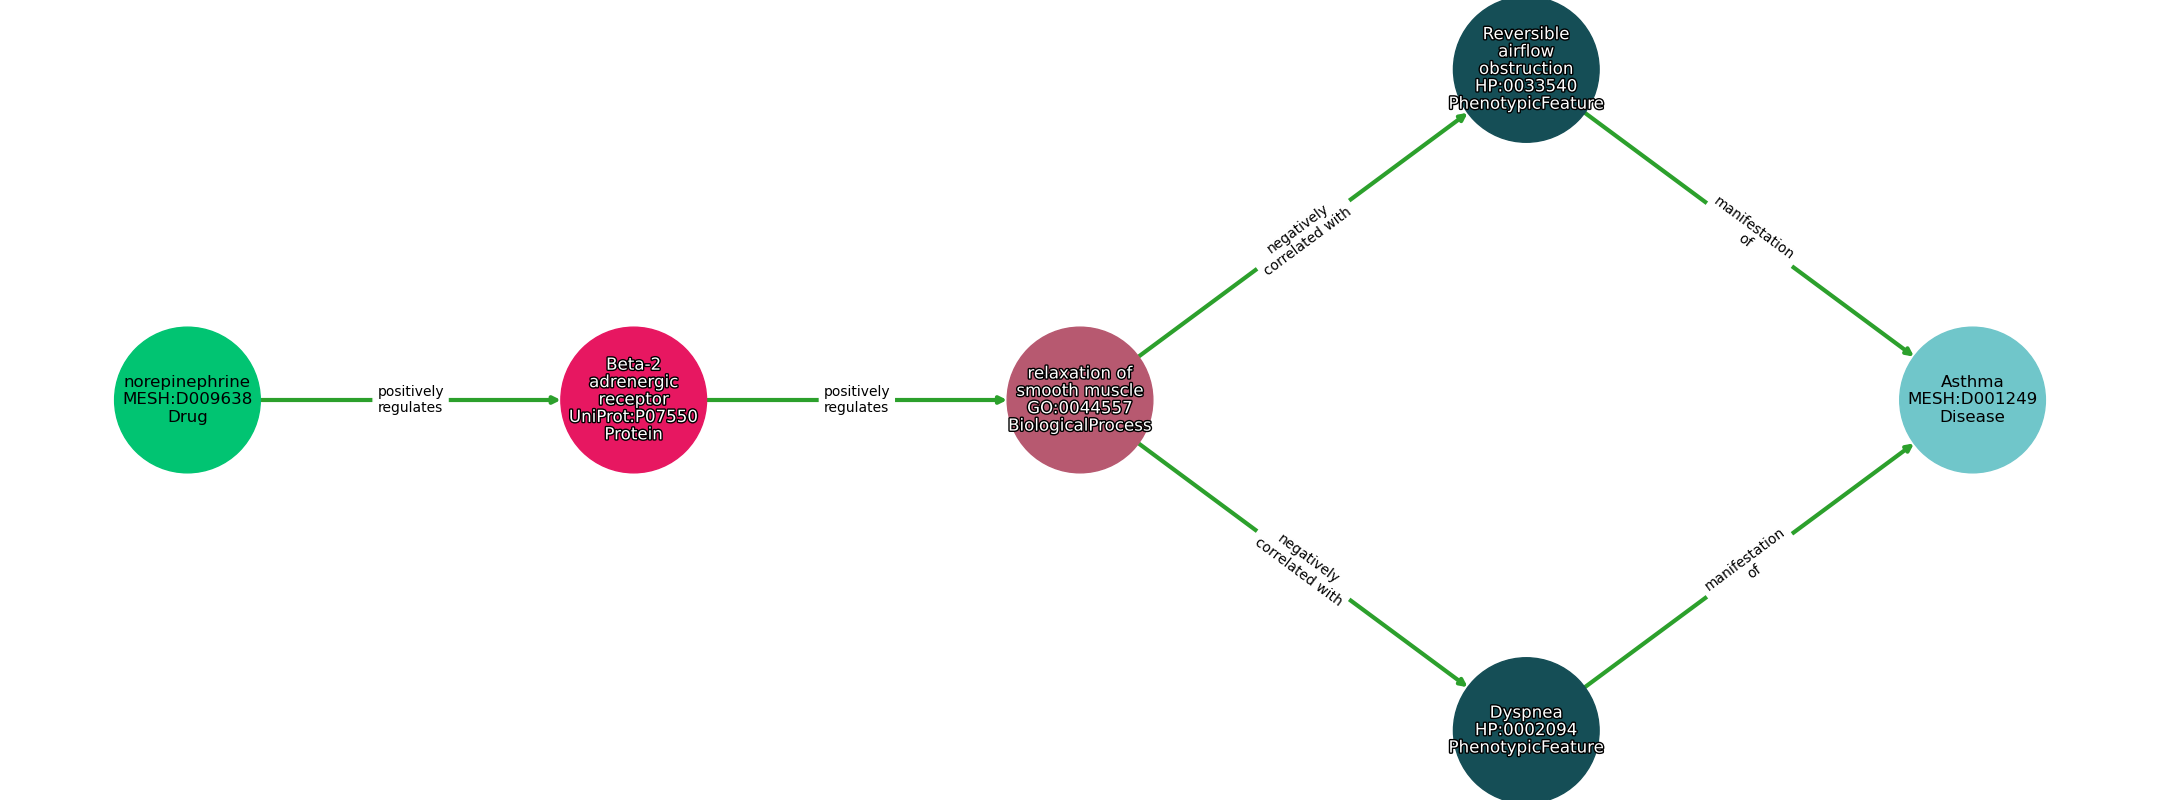 norepinephrine
MESH:D009638
Drug
positively
regulates
Beta-2
adrenergic
receptor
UniProt:P07550
Protein
positively
regulates
relaxation of
smooth muscle
GO:0044557
BiologicalProcess
negatively
correlated with
Reversible
airflow
obstruction
HP:0033540
PhenotypicFeature
manifestation
of
negatively
correlated with
Dyspnea
HP:0002094
PhenotypicFeature
manifestation
of
Asthma
MESH:D001249
Disease